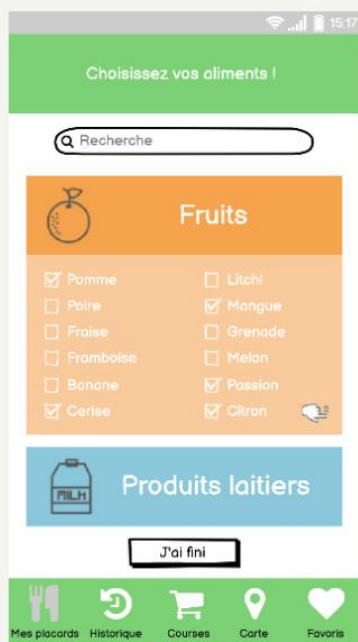 15:17
Choisissez vos aliments !
Recherche
Fruits
Pomme
Litchi
Poire
Mangue
Fraise
Grenade
Framboise
Melon
Banane
Passion
Cerise
Citron
MILH
Produits laitiers
J'ai fini
Mes placards Historique Courses Carte Favoris